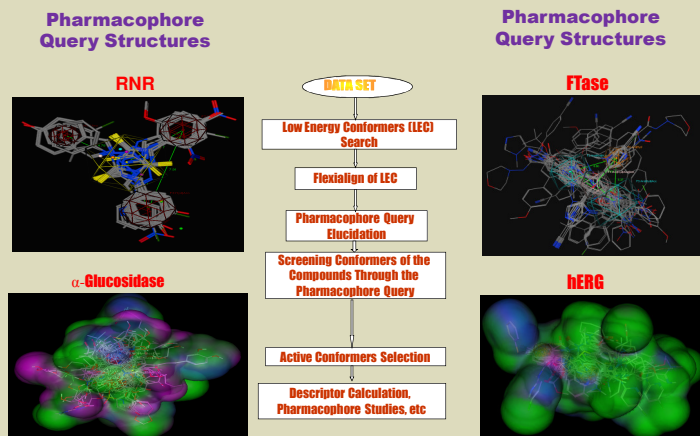 Pharmacophore
Query Structures
RNR
α-Glucosidase
DATA SET
Low Energy Conformers (LEC)
Search
Flexialign of LEC
Pharmacophore Query
Elucidation
Screening Conformers of the
Compounds Through the
Pharmacophore Query
Active Conformers Selection
Descriptor Calculation,
Pharmacophore Studies, etc
Pharmacophore
Query Structures
FTase
hERG